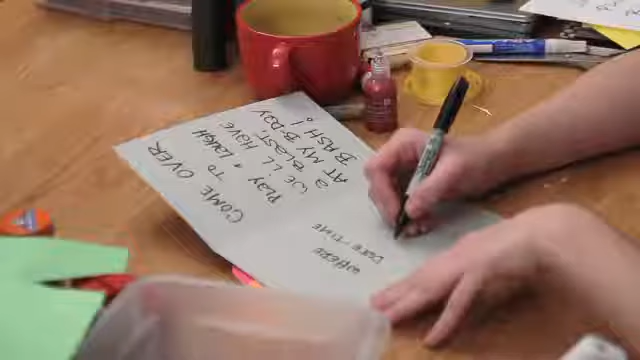 COME OVER
TO
PLAY & LAUGH
WE'LL HAVE
A BLAST,
AT MY B-DAY
BASH!
WHERE
DATE/TIME